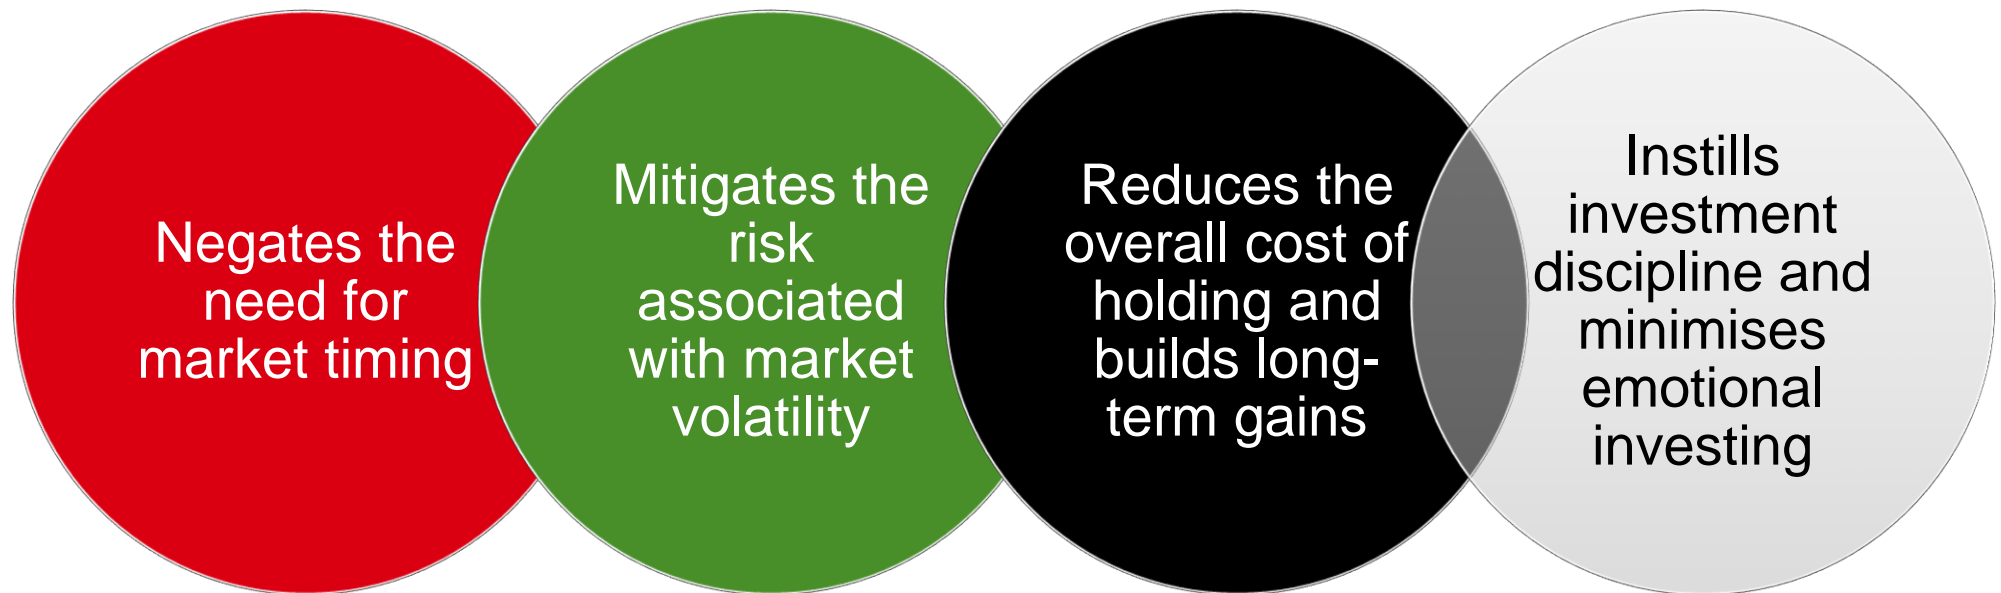 Negates the
need for
market timing
Mitigates the
risk
associated
with market
volatility
Reduces the
overall cost of
holding and
builds long-
term gains
Instills
investment
discipline and
minimises
emotional
investing